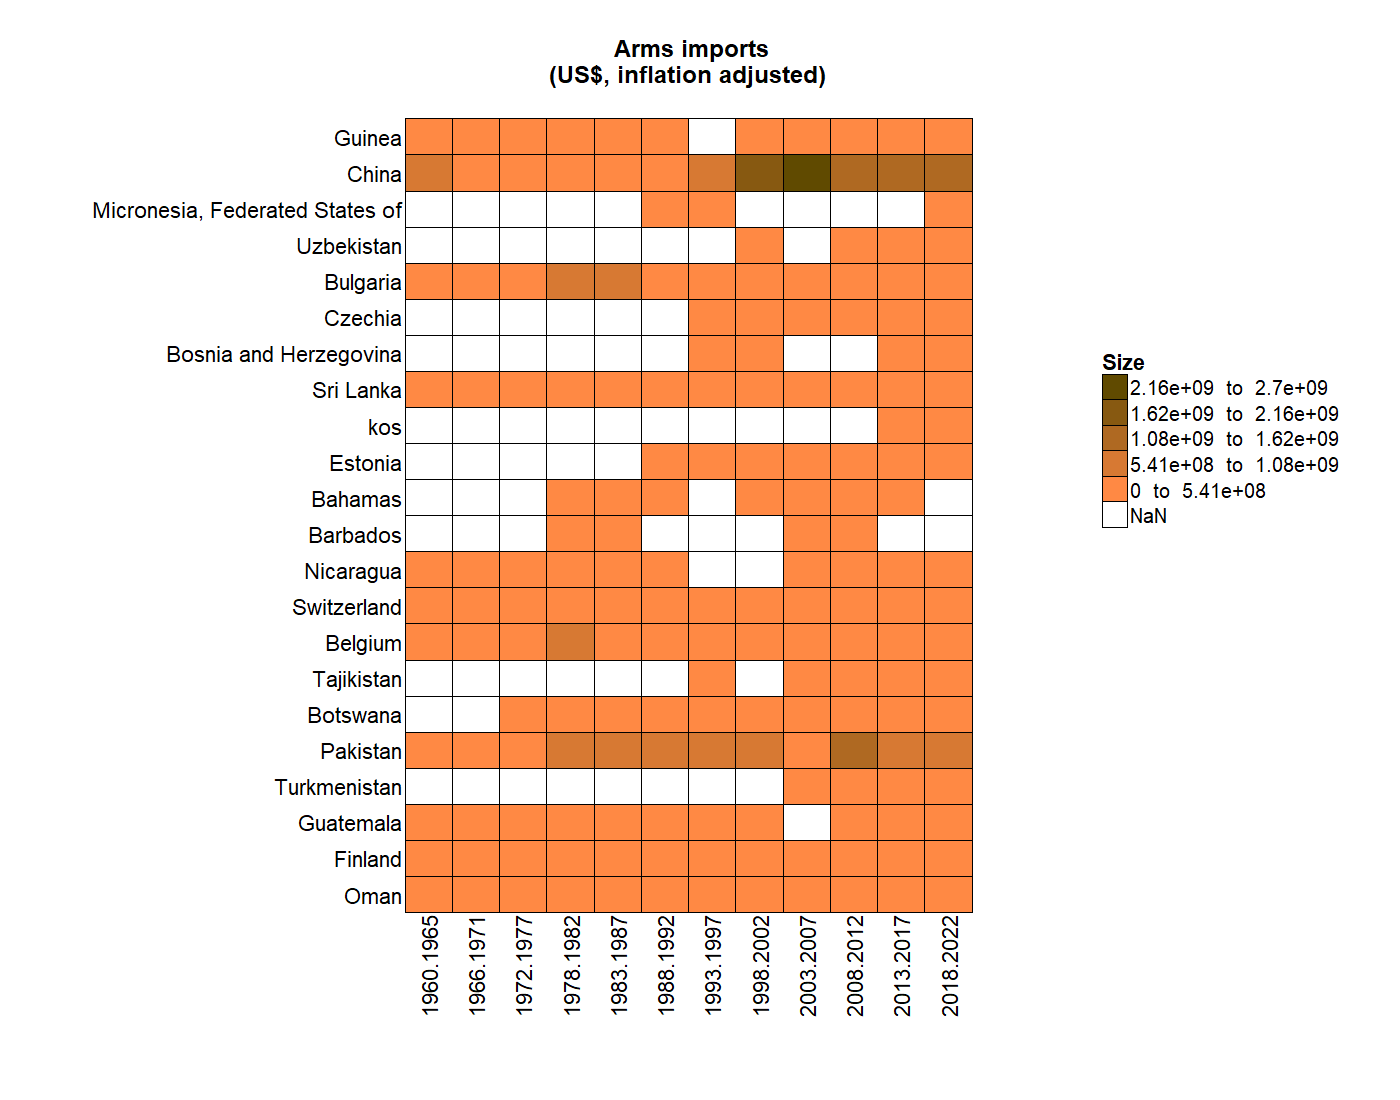 Arms imports
(US$, inflation adjusted)
Guinea
China
Micronesia, Federated States of
Uzbekistan
Bulgaria
Czechia
Bosnia and Herzegovina
Sri Lanka
kos
Estonia
Bahamas
Barbados
Nicaragua
Switzerland
Belgium
Tajikistan
Botswana
Pakistan
Turkmenistan
Guatemala
Finland
Oman
1960.1965
1966.1971
1972.1977
1978.1982
1983.1987
1988.1992
1993.1997
1998.2002
2003.2007
2008.2012
2013.2017
2018.2022
Size
2.16e+09 to 2.7e+09
1.62e+09 to 2.16e+09
1.08e+09 to 1.62e+09
5.41e+08 to 1.08e+09
0 to 5.41e+08
NaN